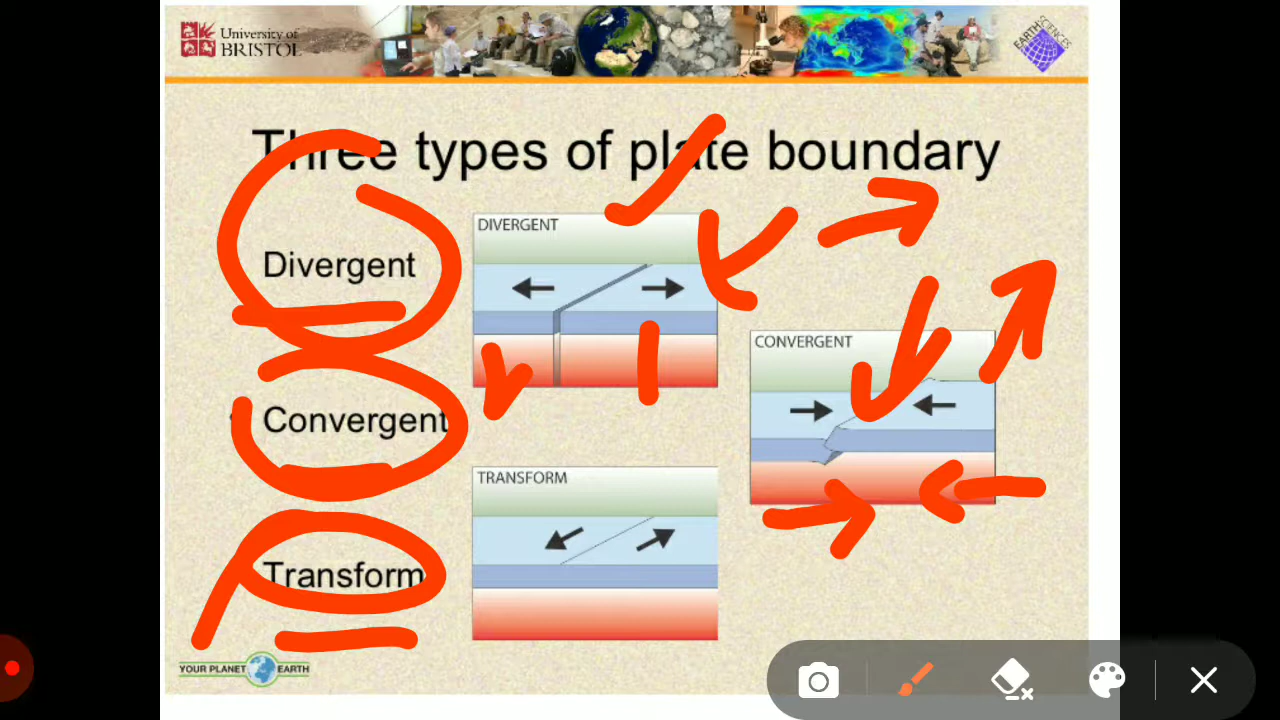 University of
BRISTOL
EARTH SCIENCES
Three types of plate boundary
DIVERGENT
Divergent
CONVERGENT
Convergent
TRANSFORM
Transform
YOUR PLANET EARTH